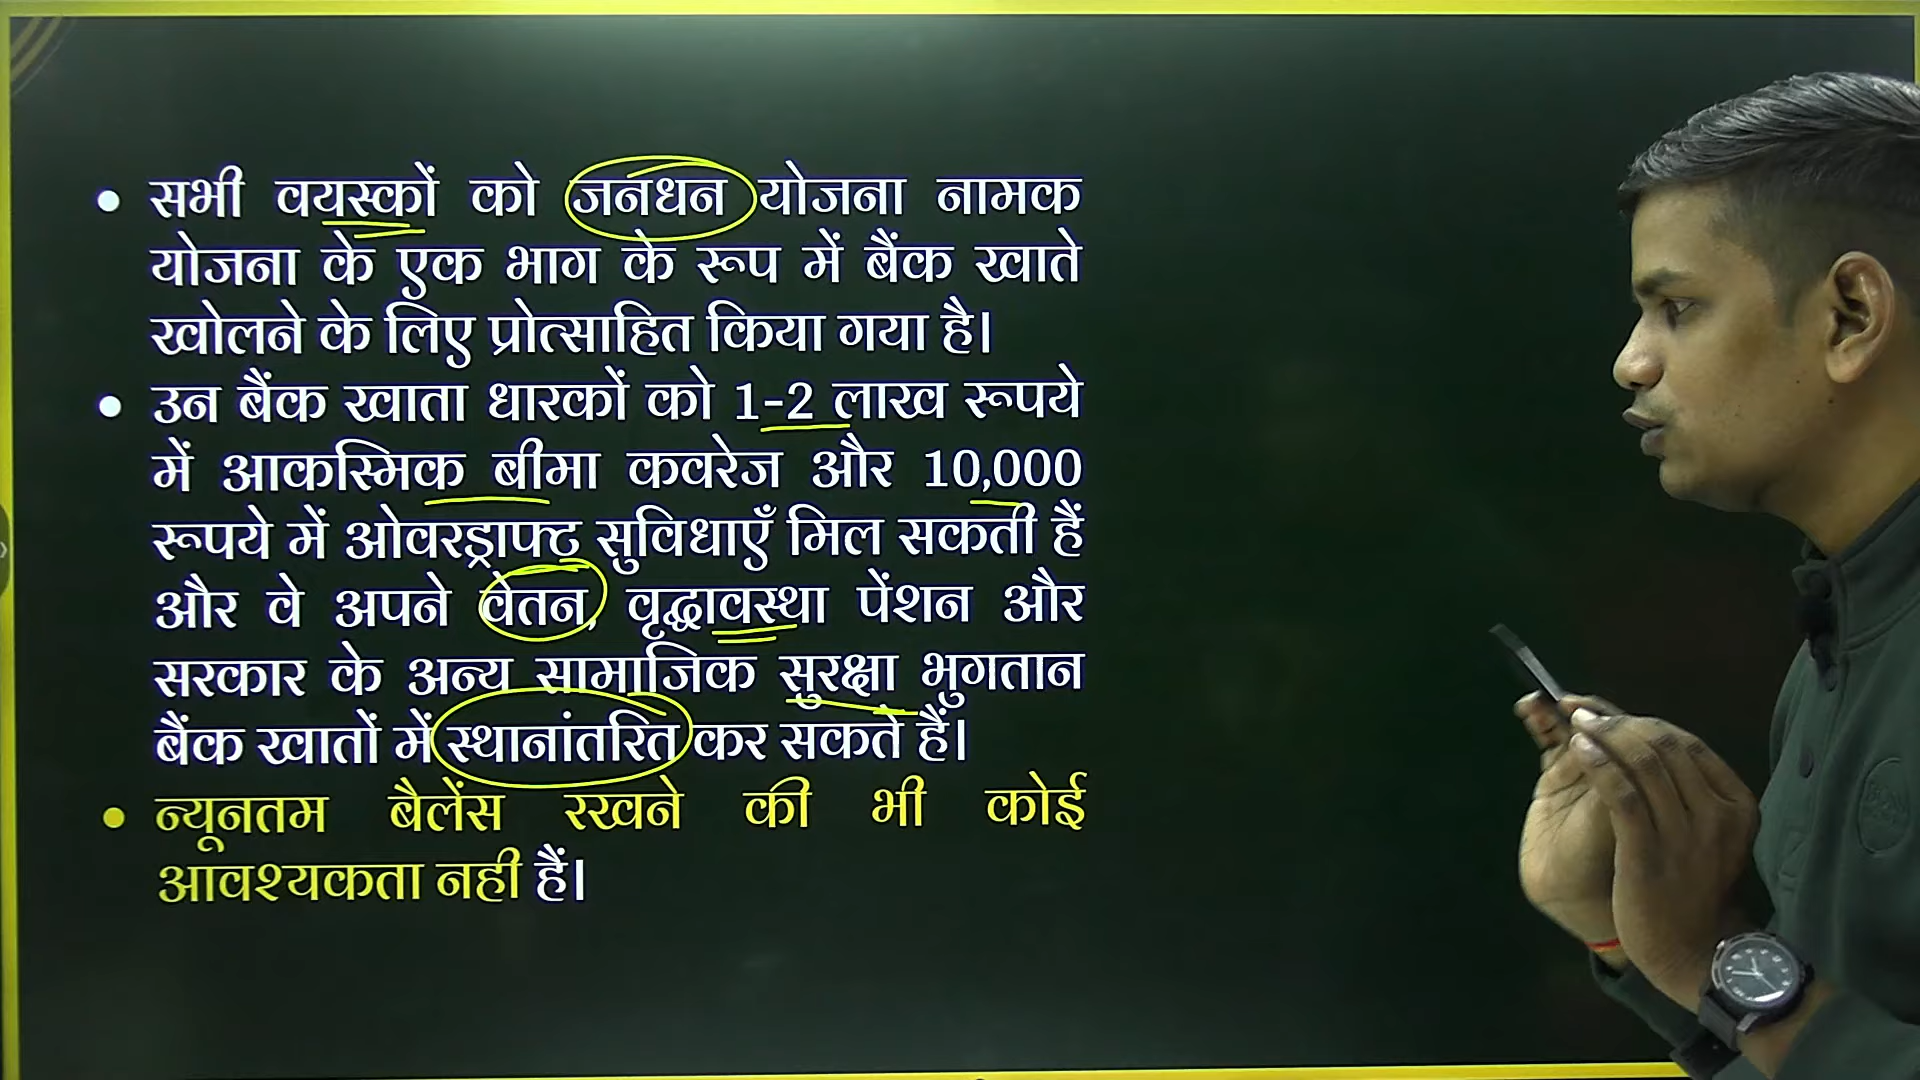 • सभी वयस्कों को जनधन योजना नामक
योजना के एक भाग के रूप में बैंक खाते
खोलने के लिए प्रोत्साहित किया गया है।
• उन बैंक खाता धारकों को 1-2 लाख रूपये
में आकस्मिक बीमा कवरेज और 10,000
रूपये में ओवरड्राफ्ट सुविधाएँ मिल सकती हैं
और वे अपने वेतन, वृद्धावस्था पेंशन और
सरकार के अन्य सामाजिक सुरक्षा भुगतान
बैंक खातों में स्थानांतरित कर सकते हैं।
• न्यूनतम बैलेंस रखने की भी कोई
आवश्यकता नही हैं।